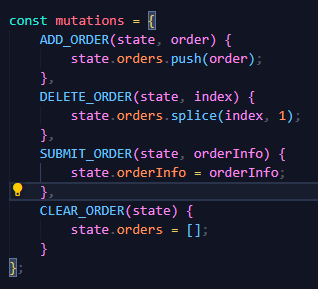 const mutations = {
    ADD_ORDER(state, order) {
        state.orders.push(order);
    },
    DELETE_ORDER(state, index) {
        state.orders.splice(index, 1);
    },
    SUBMIT_ORDER(state, orderInfo) {
        state.orderInfo = orderInfo;
    },
    CLEAR_ORDER(state) {
        state.orders = [];
    }
};